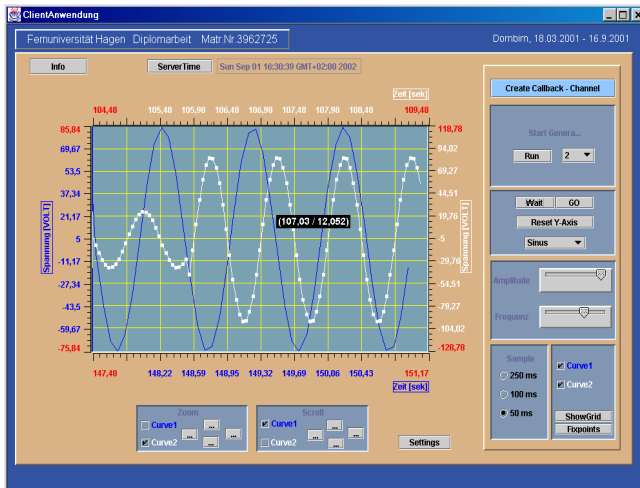 ClientAnwendung
Fernuniversität Hagen Diplomarbeit Matr.Nr.3962725
Dornbirn, 18.03.2001 - 16.9.2001
Info
ServerTime
Sun Sep 01 16:30:39 GMT+02:00 2002
Zeit [sek]
104,48 105,48 105,98 106,48 106,98 107,48 107,98 108,48 109,48
85,84
69,67
53,5
37,34
21,17
5
-11,17
-27,34
-43,5
-59,67
-75,84
Spannung [VOLT]
(107,03 / 12,052)
118,78
94,02
69,27
44,51
19,76
-5
-29,76
-54,51
-79,27
-104,02
-128,78
Spannung [VOLT]
147,48 148,22 148,59 148,95 149,32 149,69 150,06 150,43 151,17
Zeit [sek]
Zoom
Curve1 ...
... ...
Curve2 ...
Scroll
Curve1 ...
... ...
Curve2 ...
Settings
Create Callback - Channel
Start Genera...
Run 2
Wait GO
Reset Y-Axis
Sinus
Amplitude
Frequenz
Sample
250 ms
100 ms
50 ms
Curve1
Curve2
ShowGrid
Fixpoints